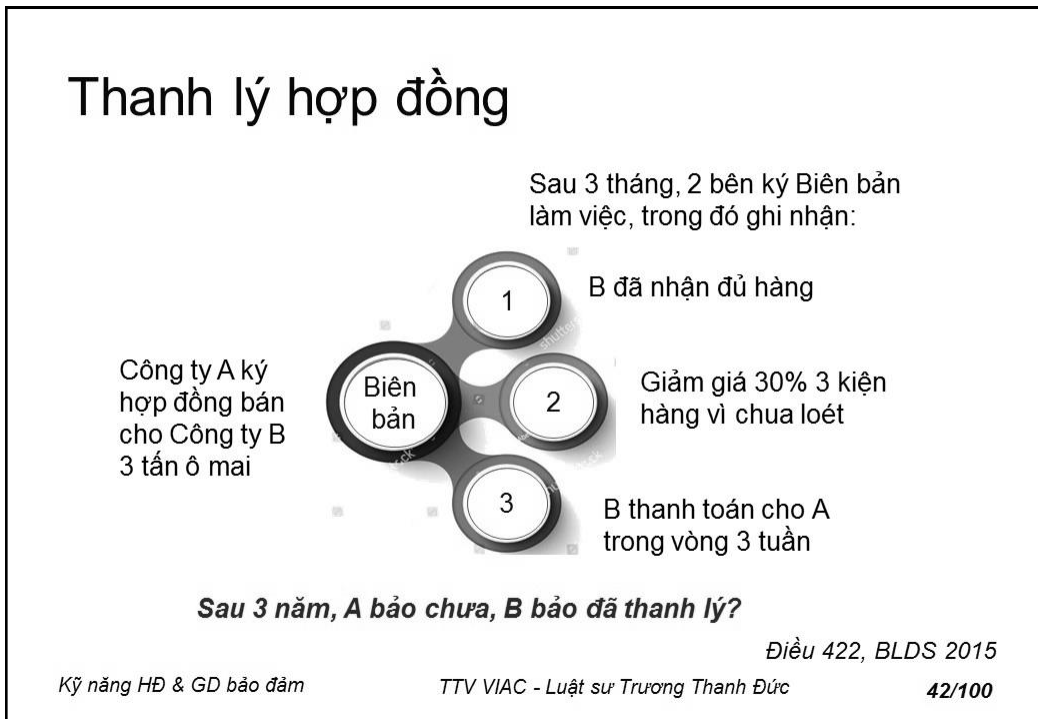 Thanh lý hợp đồng
Sau 3 tháng, 2 bên ký Biên bản
làm việc, trong đó ghi nhận:
1
B đã nhận đủ hàng
Công ty A ký
hợp đồng bán
cho Công ty B
3 tấn ô mai
Biên
bản
2
Giảm giá 30% 3 kiện
hàng vì chua loét
3
B thanh toán cho A
trong vòng 3 tuần
Sau 3 năm, A bảo chưa, B bảo đã thanh lý?
Điều 422, BLDS 2015
Kỹ năng HĐ & GD bảo đảm
TTV VIAC - Luật sư Trương Thanh Đức
42/100